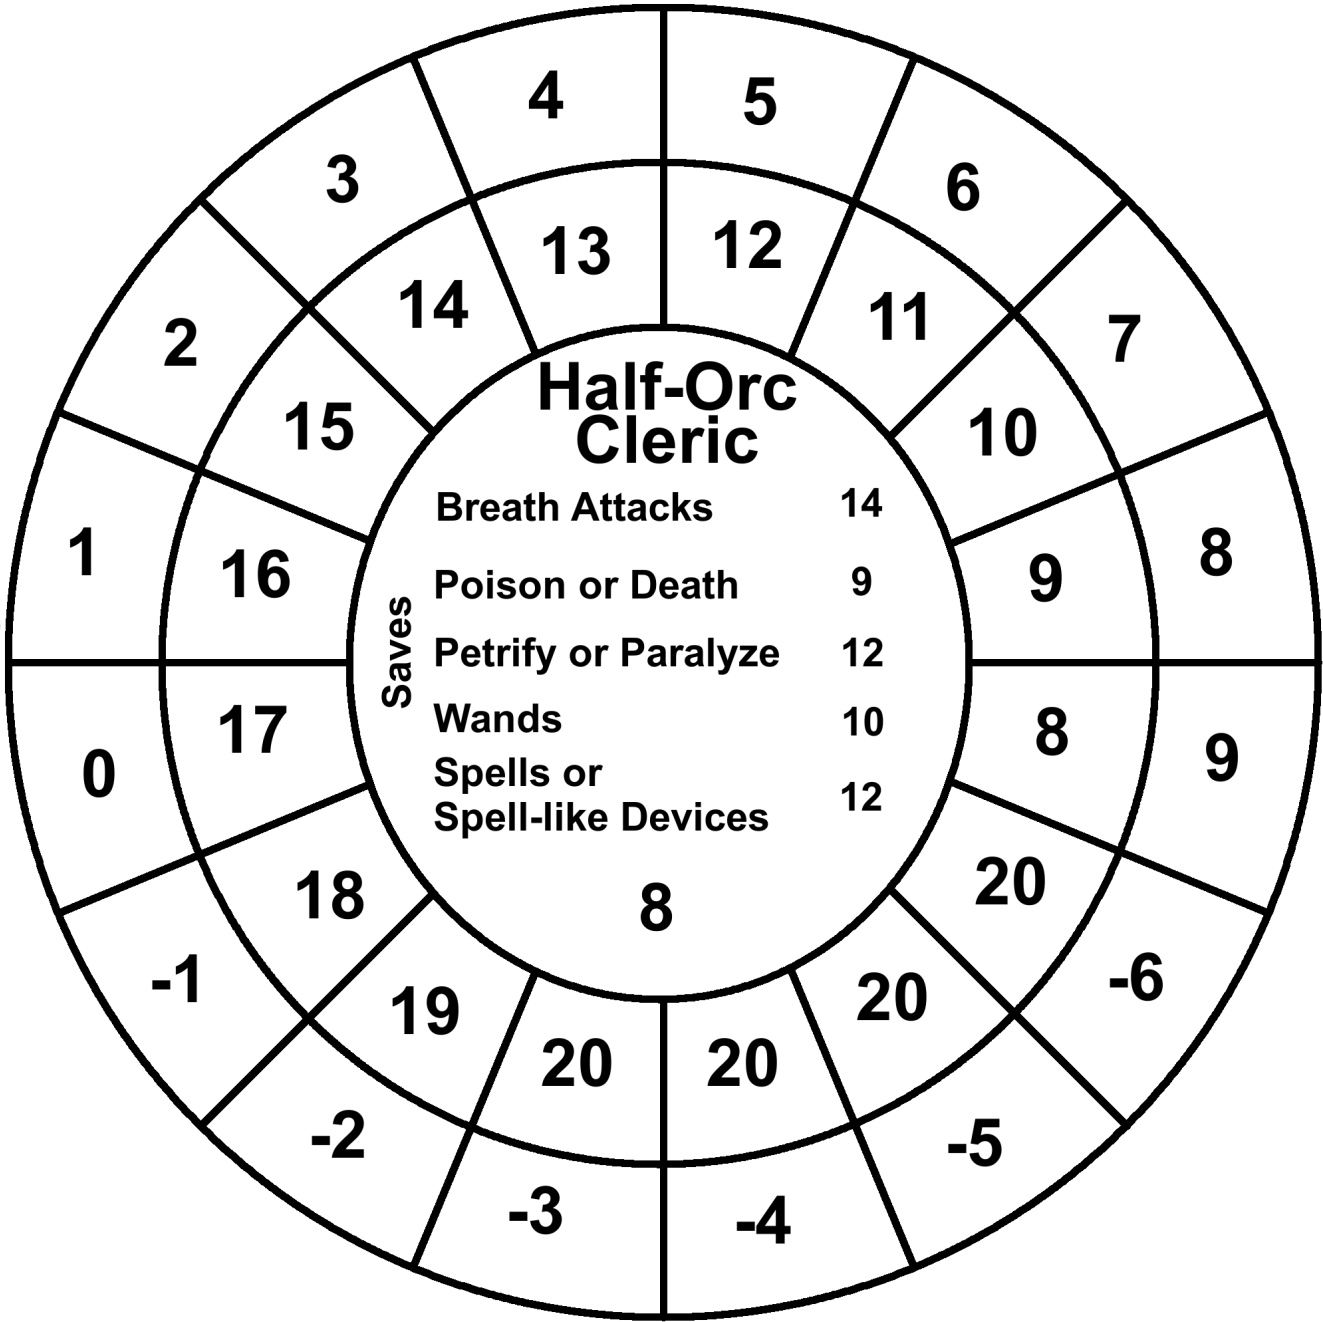 4 5
3 6
13 12
14 11
2 7
Half-Orc
Cleric
15 10
Breath Attacks 14
1 8
16 9
Poison or Death 9
Saves
Petrify or Paralyze 12
Wands 10
17 8
0 9
Spells or
Spell-like Devices 12
18 20
8
-1 -6
19 20
20 20
-2 -5
-3 -4